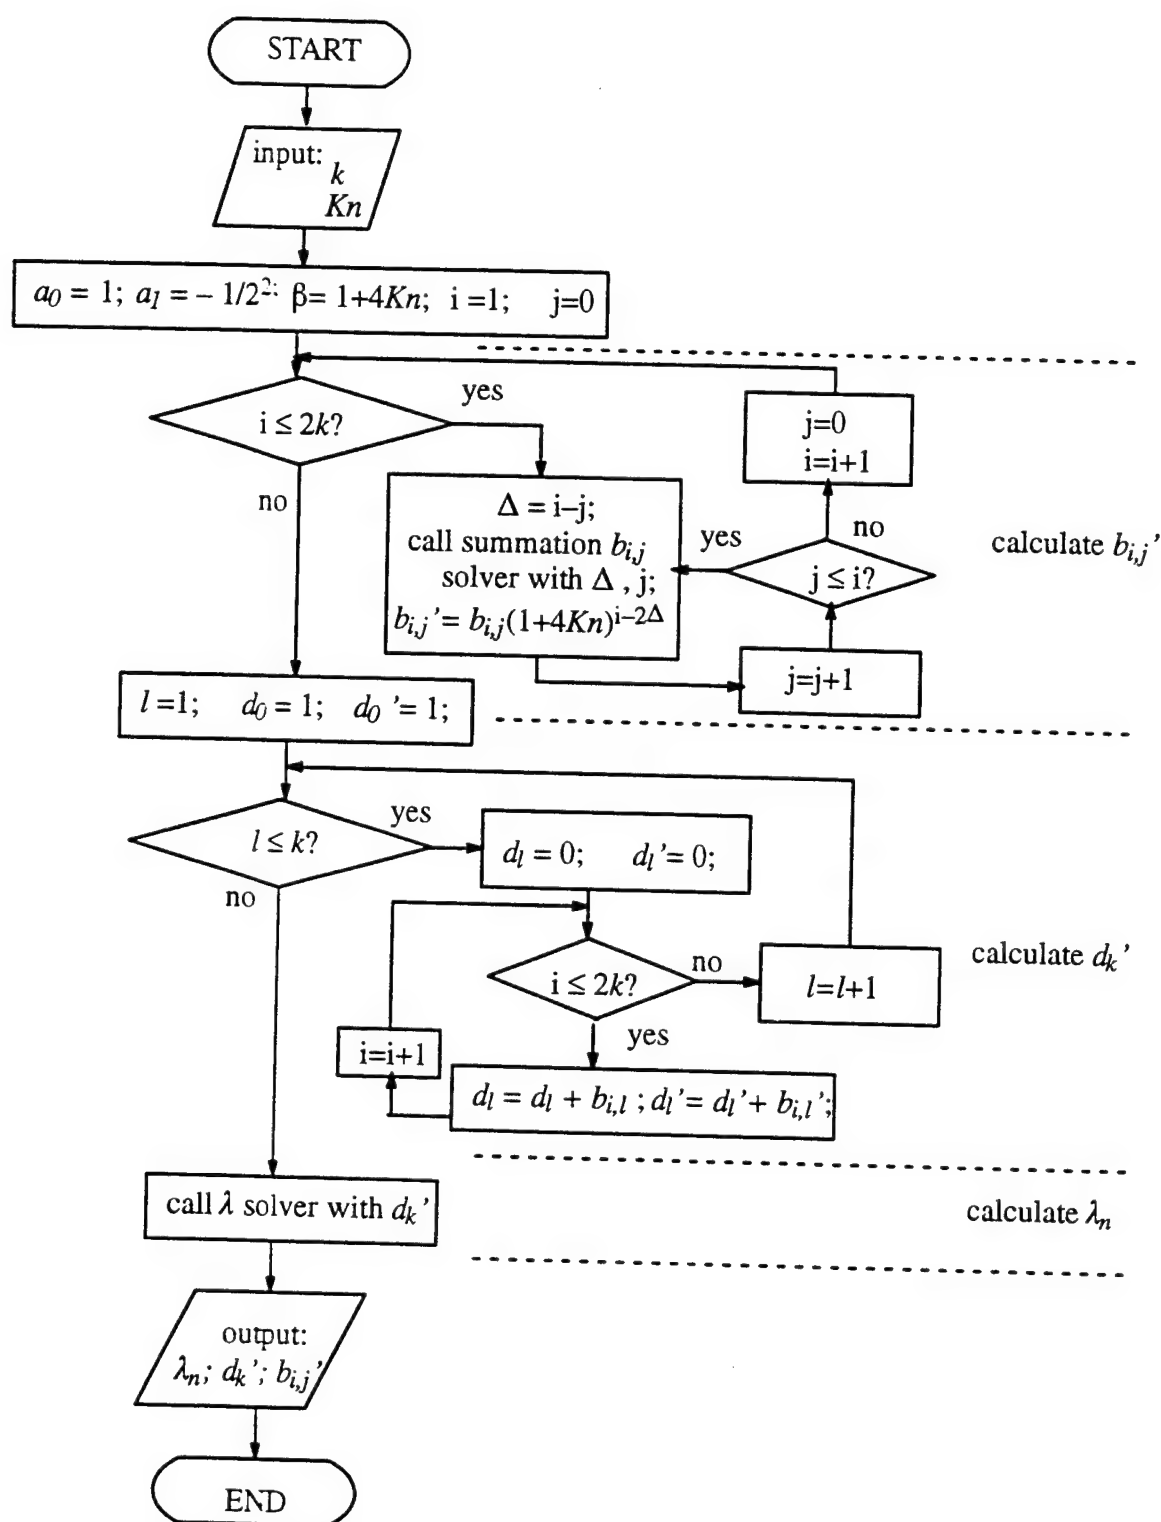 START
input:
k
Kn
a₀ = 1; a₁ = – 1/2²; β= 1+4Kn; i =1; j=0
i ≤ 2k?
yes
no
Δ = i–j;
call summation bᵢ,ⱼ
solver with Δ , j;
bᵢ,ⱼ’= bᵢ,ⱼ(1+4Kn)ⁱ⁻²ᐞ
yes
j ≤ i?
no
j=0
i=i+1
j=j+1
calculate bᵢ,ⱼ’
l =1; d₀ = 1; d₀ ’= 1;
l ≤ k?
yes
no
dₗ = 0; dₗ ’= 0;
i ≤ 2k?
no
yes
l=l+1
i=i+1
dₗ = dₗ + bᵢ,ₗ ; dₗ’= dₗ’+ bᵢ,ₗ’;
calculate dₖ’
call λ solver with dₖ’
calculate λₙ
output:
λₙ; dₖ’; bᵢ,ⱼ’
END